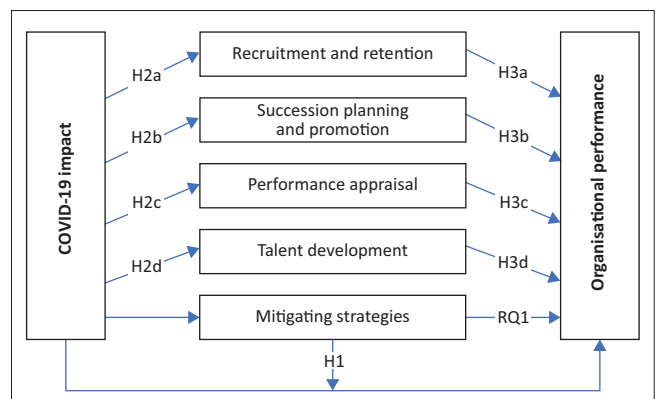 COVID-19 impact
H2a
H2b
H2c
H2d
Recruitment and retention
Succession planning
and promotion
Performance appraisal
Talent development
Mitigating strategies
H1
H3a
H3b
H3c
H3d
RQ1
Organisational performance